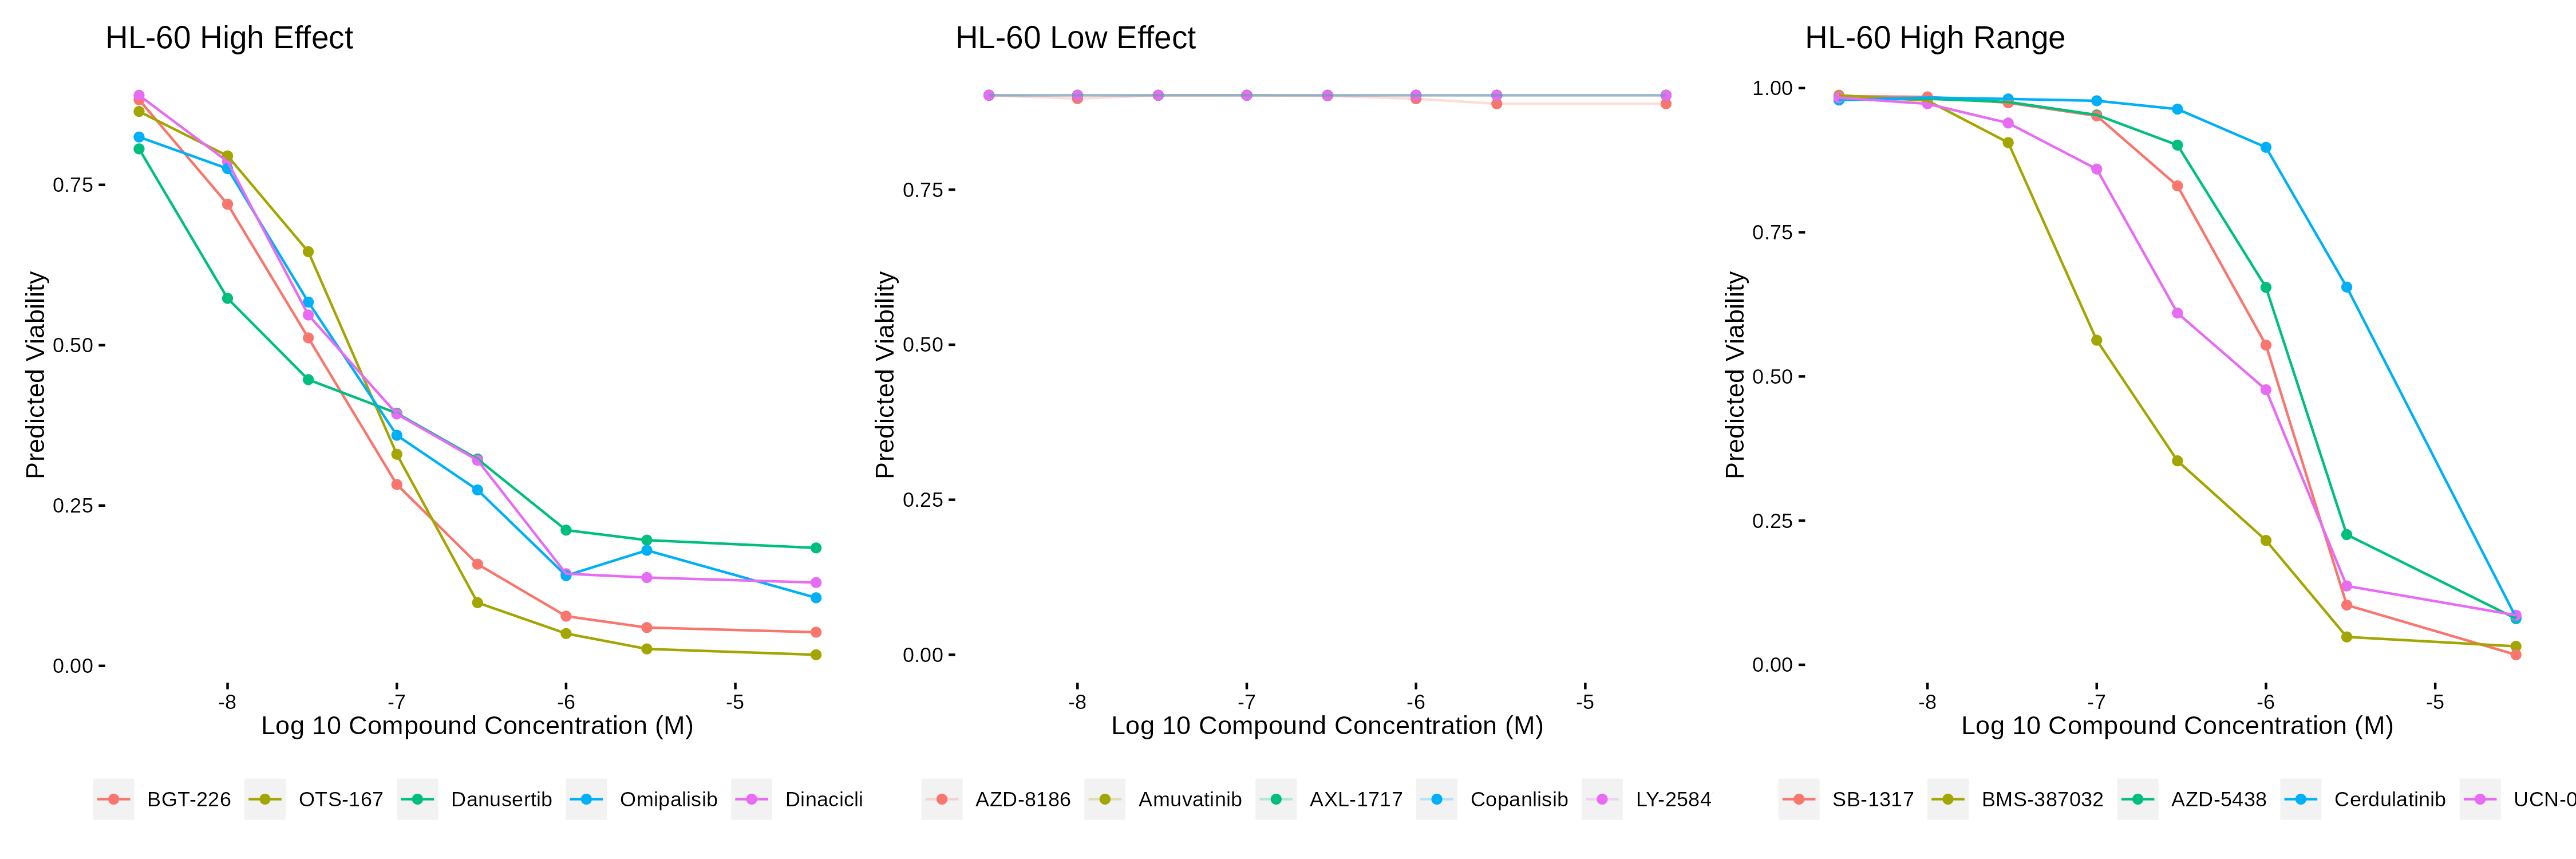 HL-60 High Effect
HL-60 Low Effect
HL-60 High Range
Predicted Viability
0.75
0.50
0.25
0.00
-8
-7
-6
-5
Log 10 Compound Concentration (M)
BGT-226
OTS-167
Danusertib
Omipalisib
Dinacicli
Predicted Viability
0.75
0.50
0.25
0.00
-8
-7
-6
-5
Log 10 Compound Concentration (M)
AZD-8186
Amuvatinib
AXL-1717
Copanlisib
LY-2584
Predicted Viability
1.00
0.75
0.50
0.25
0.00
-8
-7
-6
-5
Log 10 Compound Concentration (M)
SB-1317
BMS-387032
AZD-5438
Cerdulatinib
UCN-0